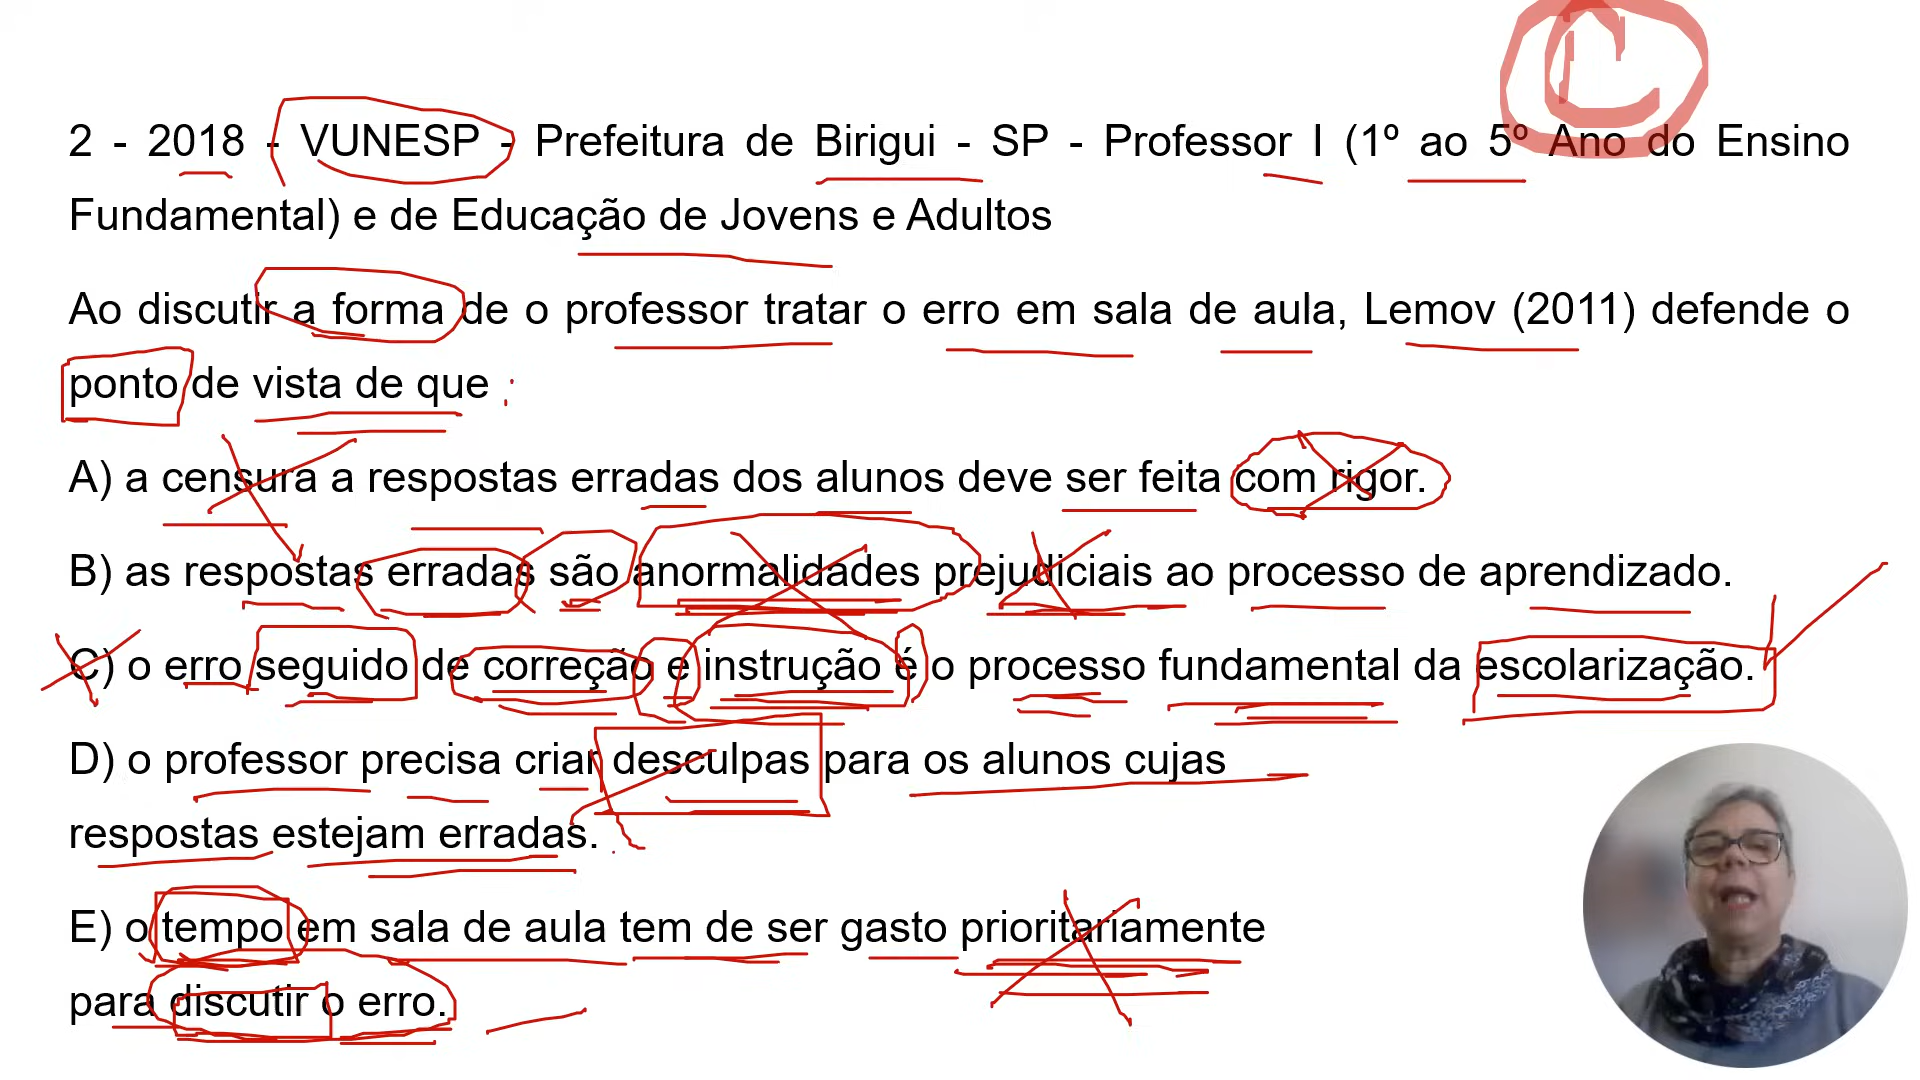 C
2 - 2018 - VUNESP - Prefeitura de Birigui - SP - Professor I (1º ao 5º Ano do Ensino
Fundamental) e de Educação de Jovens e Adultos
Ao discutir a forma de o professor tratar o erro em sala de aula, Lemov (2011) defende o
ponto de vista de que :
A) a censura a respostas erradas dos alunos deve ser feita com rigor.
B) as respostas erradas são anormalidades prejudiciais ao processo de aprendizado.
C) o erro seguido de correção e instrução é o processo fundamental da escolarização.
D) o professor precisa criar desculpas para os alunos cujas
respostas estejam erradas.
E) o tempo em sala de aula tem de ser gasto prioritariamente
para discutir o erro.